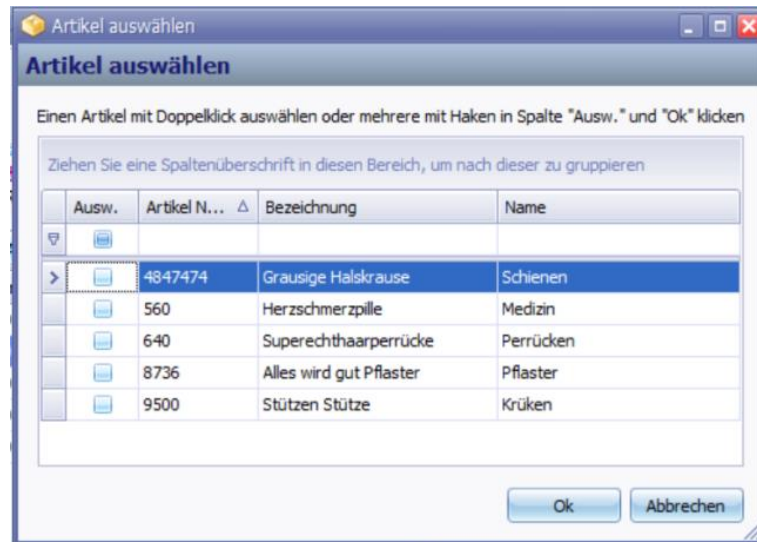 Artikel auswählen
Artikel auswählen
Einen Artikel mit Doppelklick auswählen oder mehrere mit Haken in Spalte "Ausw." und "Ok" klicken
Ziehen Sie eine Spaltenüberschrift in diesen Bereich, um nach dieser zu gruppieren
Ausw. Artikel N... Bezeichnung Name
4847474 Grausige Halskrause Schienen
560 Herzschmerzpille Medizin
640 Superechthaarperrücke Perrücken
8736 Alles wird gut Pflaster Pflaster
9500 Stützen Stütze Krüken
Ok Abbrechen